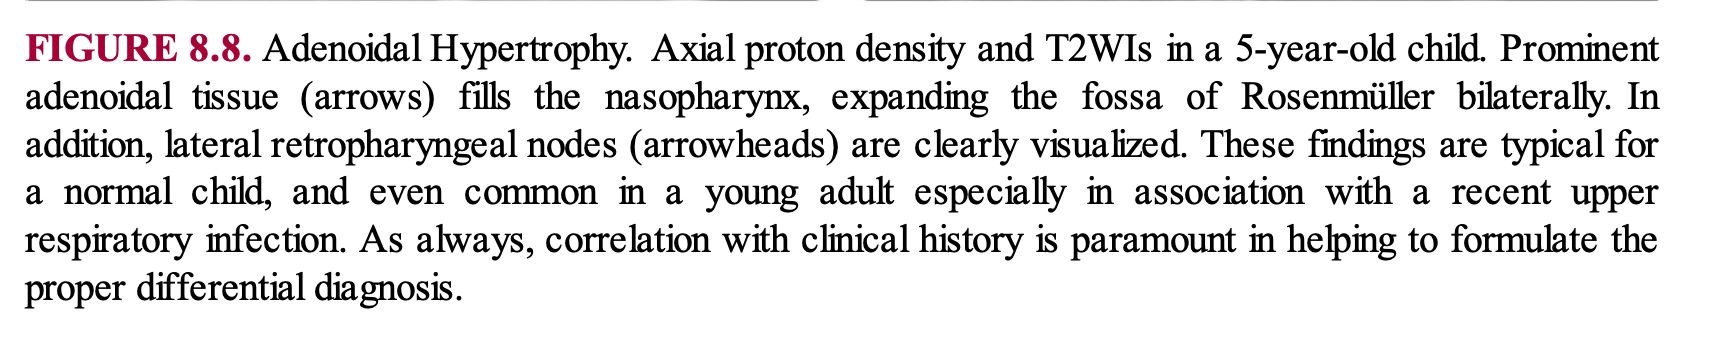 FIGURE 8.8. Adenoidal Hypertrophy. Axial proton density and T2WIs in a 5-year-old child. Prominent
adenoidal tissue (arrows) fills the nasopharynx, expanding the fossa of Rosenmüller bilaterally. In
addition, lateral retropharyngeal nodes (arrowheads) are clearly visualized. These findings are typical for
a normal child, and even common in a young adult especially in association with a recent upper
respiratory infection. As always, correlation with clinical history is paramount in helping to formulate the
proper differential diagnosis.